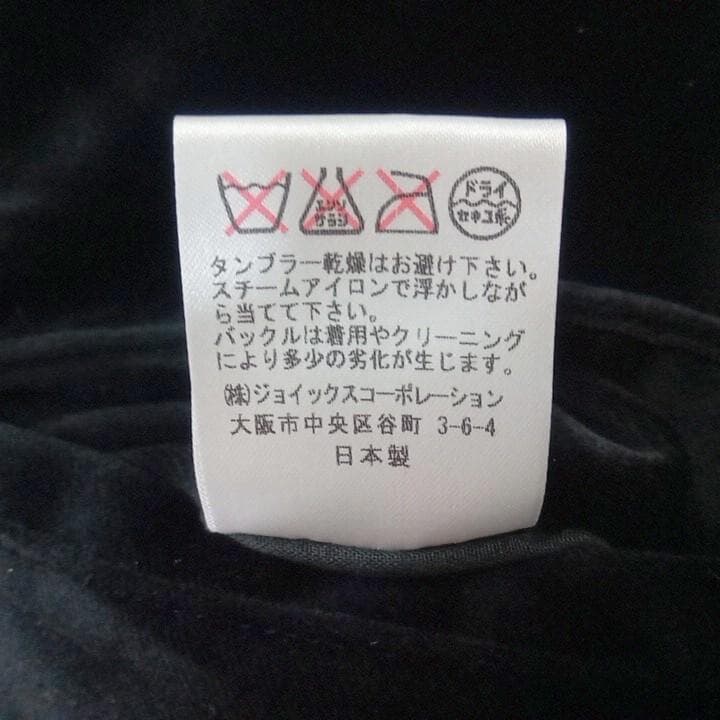 エンソ ドライ
サラシ セキユ系
タンブラー乾燥はお避け下さい。
スチームアイロンで浮かしなが
ら当てて下さい。
バックルは着用やクリーニング
により多少の劣化が生じます。
㈱ジョイックスコーポレーション
大阪市中央区谷町 3-6-4
日本製